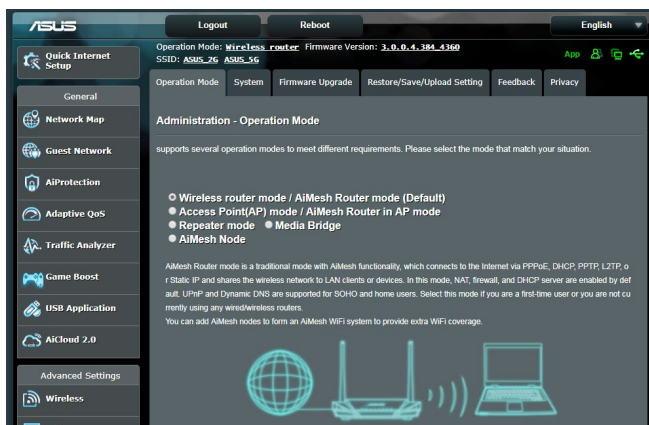 ASUS
Logout
Reboot
English
Quick Internet
Setup
Operation Mode: Wireless router Firmware Version: 3.0.0.4.384_4360
SSID: ASUS_2G ASUS_5G
App
Operation Mode
System
Firmware Upgrade
Restore/Save/Upload Setting
Feedback
Privacy
General
Network Map
Guest Network
AiProtection
Adaptive QoS
Traffic Analyzer
Game Boost
USB Application
AiCloud 2.0
Advanced Settings
Wireless
Administration - Operation Mode
supports several operation modes to meet different requirements. Please select the mode that match your situation.
Wireless router mode / AiMesh Router mode (Default)
Access Point(AP) mode / AiMesh Router in AP mode
Repeater mode Media Bridge
AiMesh Node
AiMesh Router mode is a traditional mode with AiMesh functionality, which connects to the Internet via PPPoE, DHCP, PPTP, L2TP, o
r Static IP and shares the wireless network to LAN clients or devices. In this mode, NAT, firewall, and DHCP server are enabled by def
ault. UPnP and Dynamic DNS are supported for SOHO and home users. Select this mode if you are a first-time user or you are not cu
rrently using any wired/wireless routers.
You can add AiMesh nodes to form an AiMesh WiFi system to provide extra WiFi coverage.